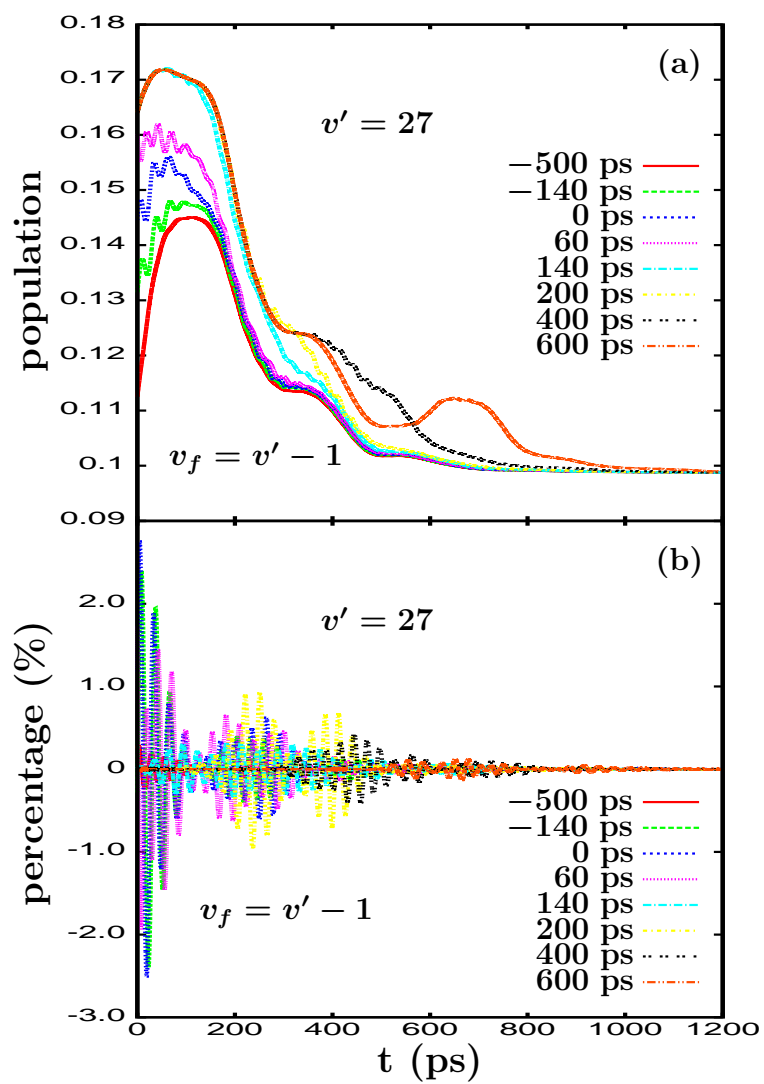 0.18
(a)
0.17
v′ = 27
0.16
−500 ps
−140 ps
0.15
0 ps
60 ps
0.14
140 ps
200 ps
0.13
400 ps
600 ps
0.12
0.11
v_f = v′ − 1
0.1
0.09
population
(b)
2.0
v′ = 27
1.0
0
−500 ps
−140 ps
-1.0
0 ps
60 ps
v_f = v′ − 1
140 ps
-2.0
200 ps
400 ps
600 ps
-3.0
percentage (%)
0 200 400 600 800 1000 1200
t (ps)